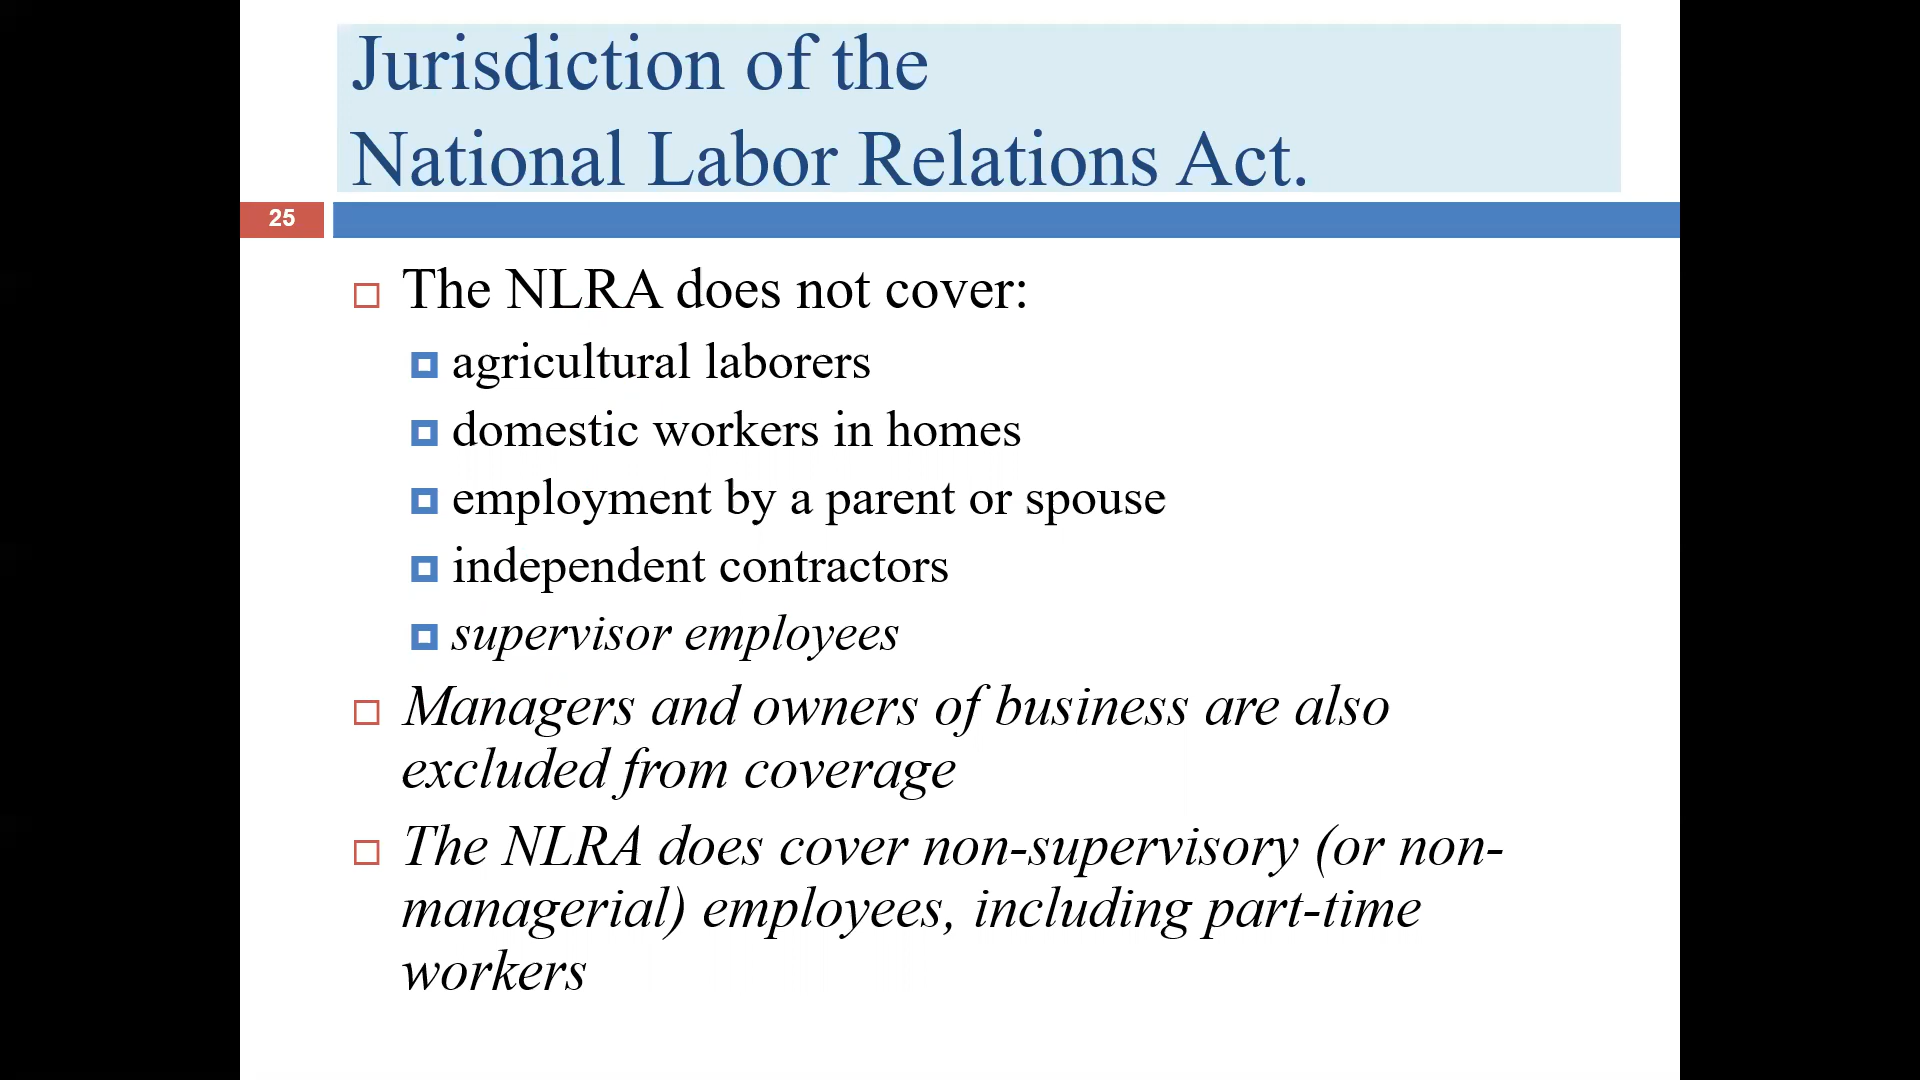 Jurisdiction of the
National Labor Relations Act.
25
The NLRA does not cover:
agricultural laborers
domestic workers in homes
employment by a parent or spouse
independent contractors
supervisor employees
Managers and owners of business are also
excluded from coverage
The NLRA does cover non-supervisory (or non-
managerial) employees, including part-time
workers